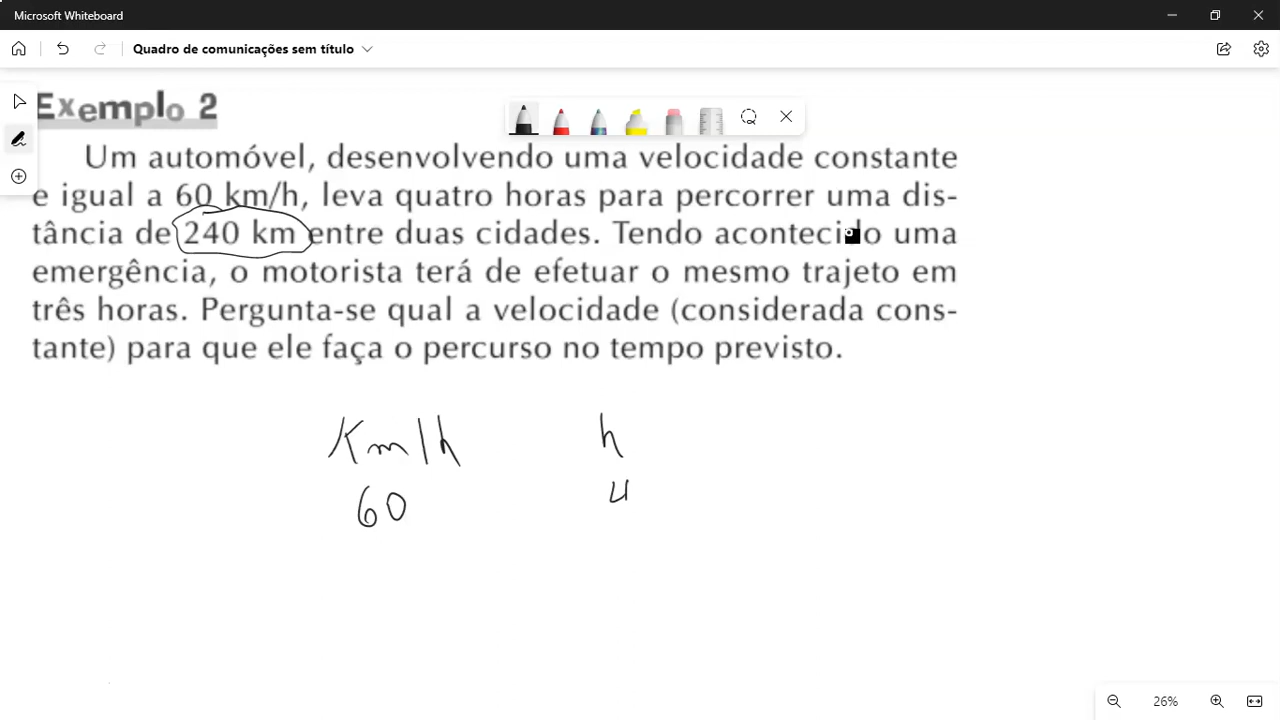 Microsoft Whiteboard
Quadro de comunicações sem título
Exemplo 2
Um automóvel, desenvolvendo uma velocidade constante
e igual a 60 km/h, leva quatro horas para percorrer uma dis-
tância de 240 km entre duas cidades. Tendo acontecido uma
emergência, o motorista terá de efetuar o mesmo trajeto em
três horas. Pergunta-se qual a velocidade (considerada cons-
tante) para que ele faça o percurso no tempo previsto.
Km/h h
60 4
26%